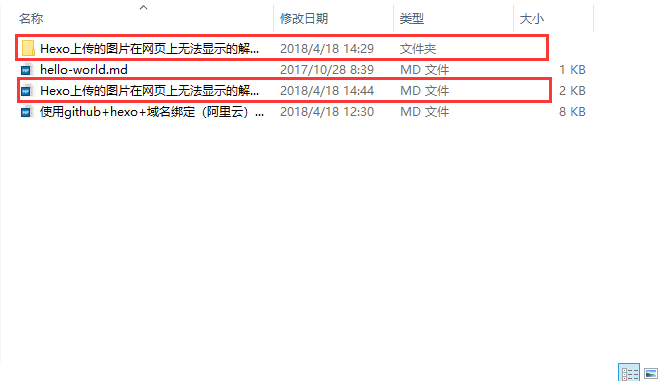 名称 修改日期 类型 大小
Hexo上传的图片在网页上无法显示的解... 2018/4/18 14:29 文件夹
hello-world.md 2017/10/28 8:39 MD 文件 1 KB
Hexo上传的图片在网页上无法显示的解... 2018/4/18 14:44 MD 文件 2 KB
使用github+hexo+域名绑定（阿里云）... 2018/4/18 12:30 MD 文件 8 KB